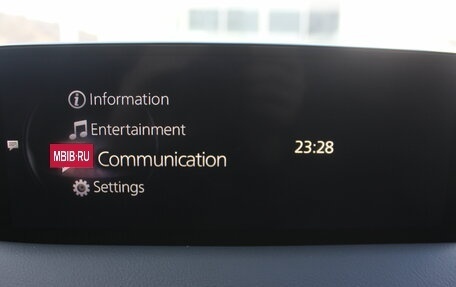 Information
Entertainment
MBIB.RU
Communication
23:28
Settings